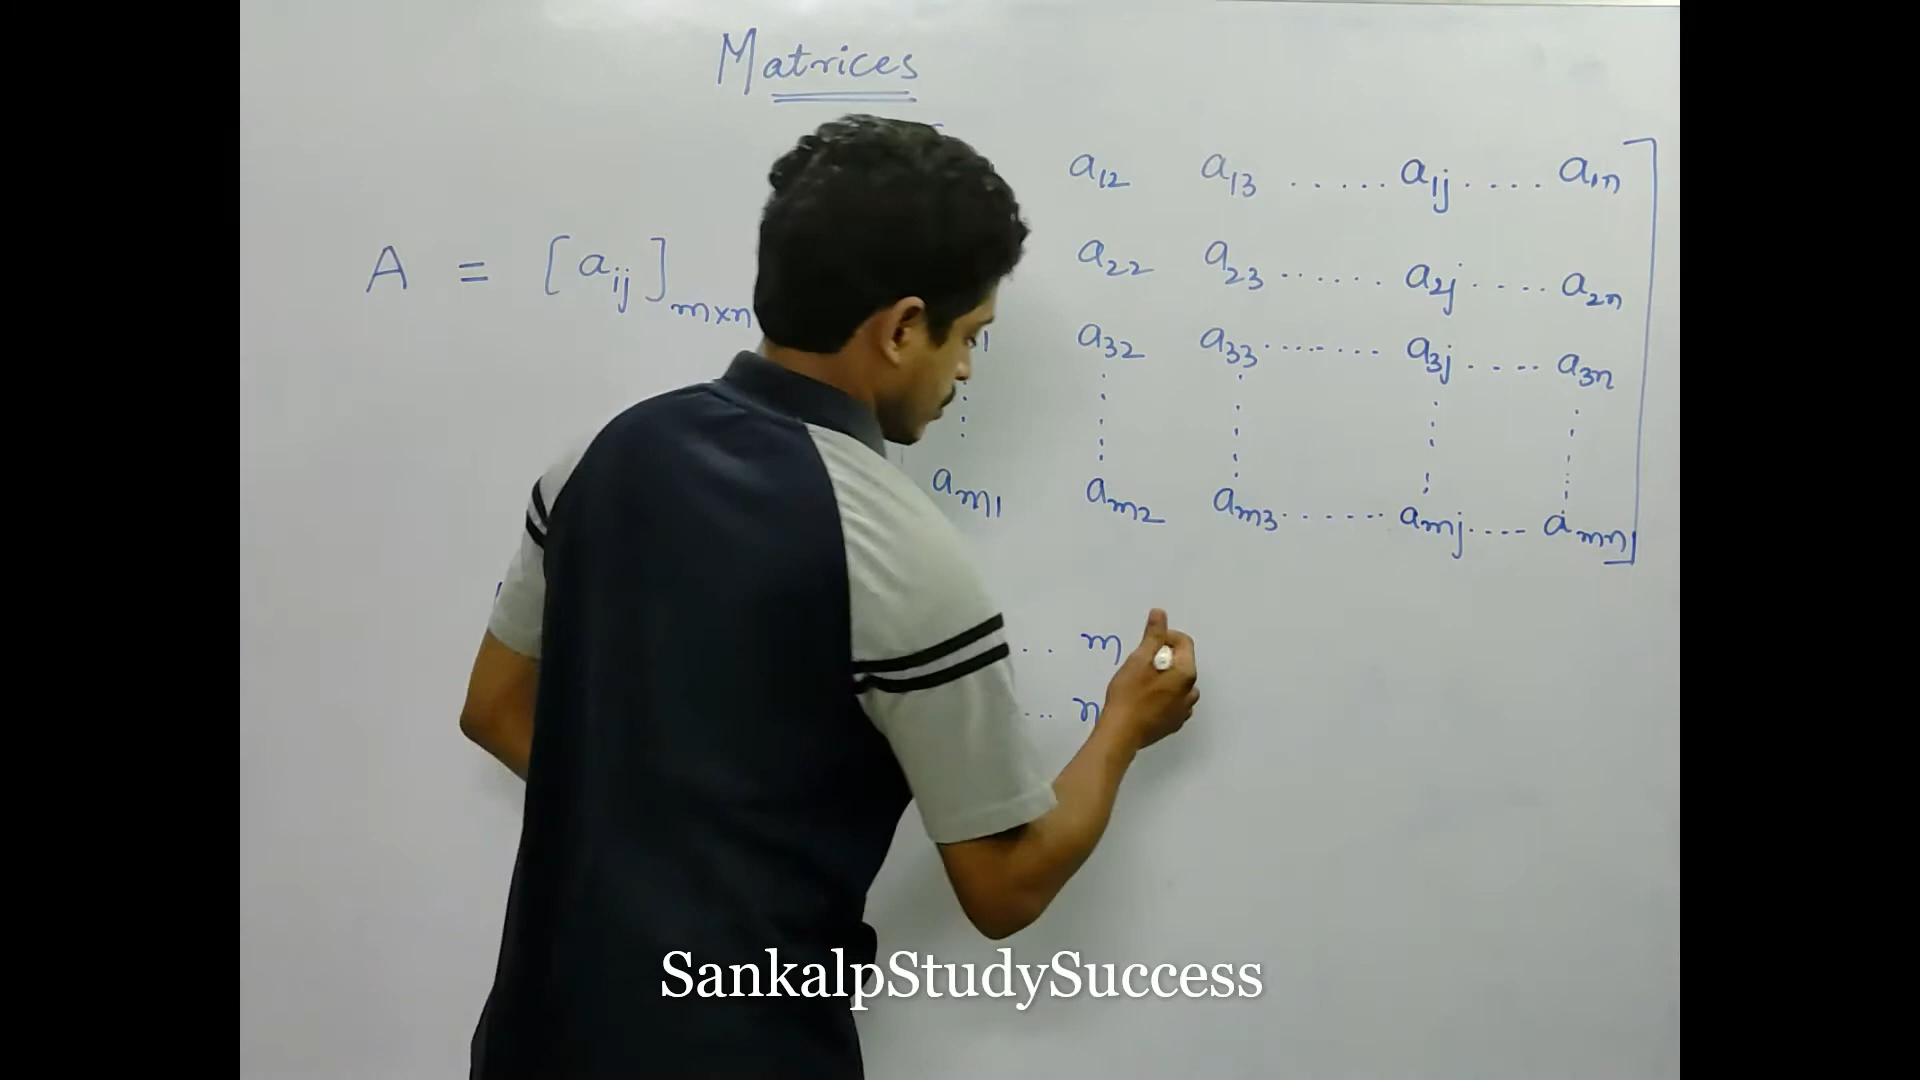 Matrices
a12 a13 ..... a1j .... a1n
a22 a23 ...... a2j .... a2n
A = [aij]m×n
a32 a33 ....... a3j .... a3n
am1 am2 am3 ...... amj .... amn
.. m
... n
SankalpStudySuccess